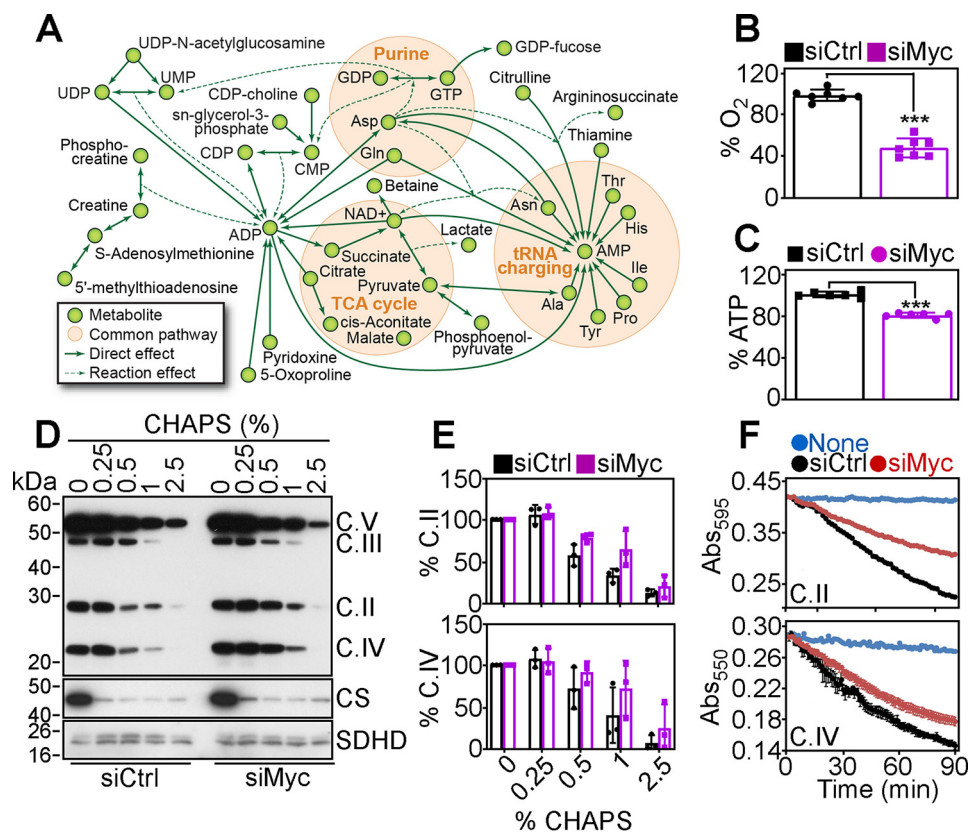 A
UDP-N-acetylglucosamine
UDP
UMP
CDP-choline
sn-glycerol-3-
phosphate
CDP
CMP
Phospho-
creatine
Creatine
S-Adenosylmethionine
5'-methylthioadenosine
ADP
Purine
GDP
GTP
GDP-fucose
Asp
Gln
Citrulline
Argininosuccinate
Thiamine
Thr
His
Asn
AMP
tRNA
charging
Ile
Pro
Tyr
Ala
Betaine
NAD+
Lactate
Succinate
Citrate
Pyruvate
TCA cycle
cis-Aconitate
Malate
Phosphoenol-
pyruvate
Pyridoxine
5-Oxoproline
Metabolite
Common pathway
Direct effect
Reaction effect
B
siCtrl siMyc
% O2
120
80
40
0
***
C
siCtrl siMyc
% ATP
120
80
40
0
***
D
CHAPS (%)
kDa
0 0.25 0.5 1 2.5 0 0.25 0.5 1 2.5
60
50
40
30
20
50
40
26
16
C.V
C.III
C.II
C.IV
CS
SDHD
siCtrl siMyc
E
siCtrl siMyc
% C.II
150
100
50
0
% C.IV
150
100
50
0
0 0.25 0.5 1 2.5
% CHAPS
F
None
siCtrl siMyc
Abs595
0.45
0.35
0.25
C.II
Abs550
0.30
0.26
0.22
0.18
0.14
C.IV
0 30 60 90
Time (min)